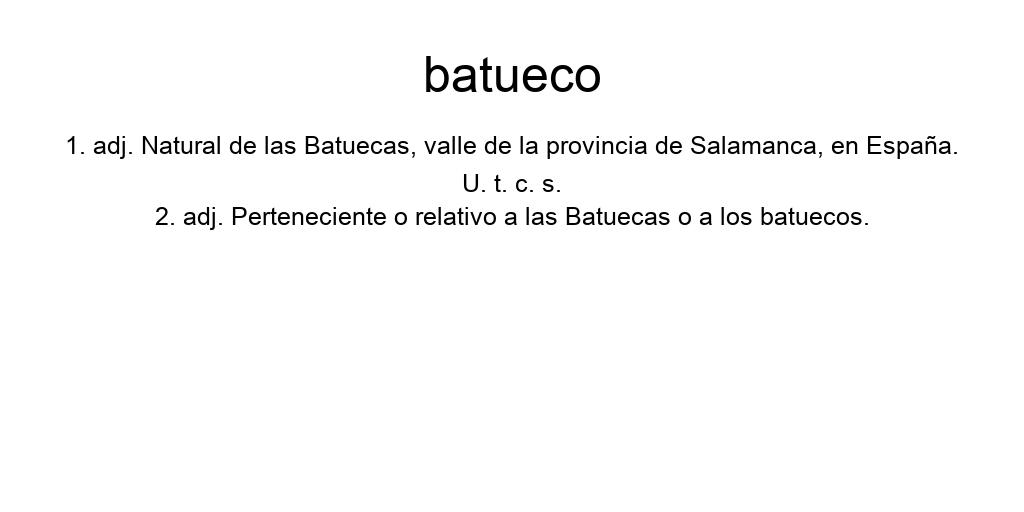 batueco
1. adj. Natural de las Batuecas, valle de la provincia de Salamanca, en España.
U. t. c. s.
2. adj. Perteneciente o relativo a las Batuecas o a los batuecos.